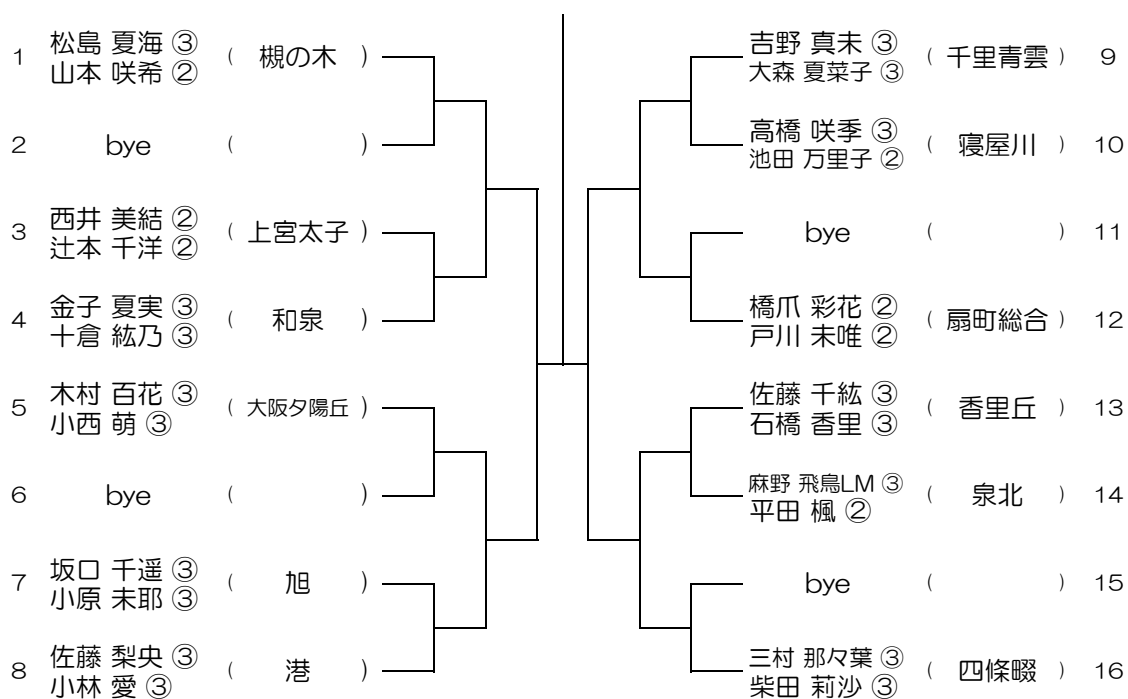 1 松島 夏海 ③ ( 槻の木 )
山本 咲希 ②
2 bye ( )
3 西井 美結 ② ( 上宮太子 )
辻本 千洋 ②
4 金子 夏実 ③ ( 和泉 )
十倉 紘乃 ③
5 木村 百花 ③ ( 大阪夕陽丘 )
小西 萌 ③
6 bye ( )
7 坂口 千遥 ③ ( 旭 )
小原 未耶 ③
8 佐藤 梨央 ③ ( 港 )
小林 愛 ③
吉野 真未 ③ ( 千里青雲 ) 9
大森 夏菜子 ③
高橋 咲季 ③ ( 寝屋川 ) 10
池田 万里子 ②
bye ( ) 11
橋爪 彩花 ② ( 扇町総合 ) 12
戸川 未唯 ②
佐藤 千紘 ③ ( 香里丘 ) 13
石橋 香里 ③
麻野 飛鳥LM ③ ( 泉北 ) 14
平田 楓 ②
bye ( ) 15
三村 那々葉 ③ ( 四條畷 ) 16
柴田 莉沙 ③